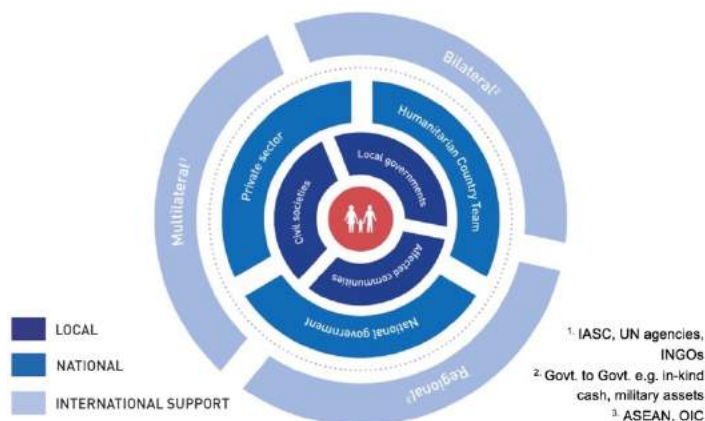 Multilateral¹
Bilateral²
Regional³
Private sector
Humanitarian Country Team
National government
Civil societies
Local governments
Affected communities
LOCAL
NATIONAL
INTERNATIONAL SUPPORT
1. IASC, UN agencies,
INGOs
2. Govt. to Govt. e.g. in-kind
cash, military assets
3. ASEAN, OIC